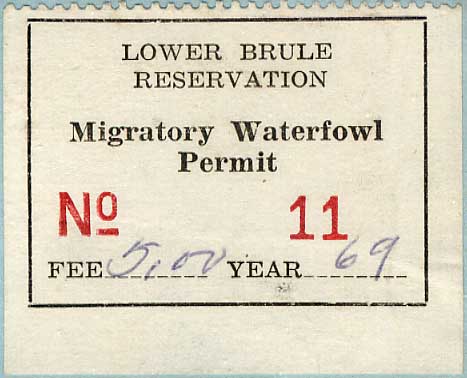 LOWER BRULE
RESERVATION
Migratory Waterfowl
Permit
No 11
FEE 5.00 YEAR 69